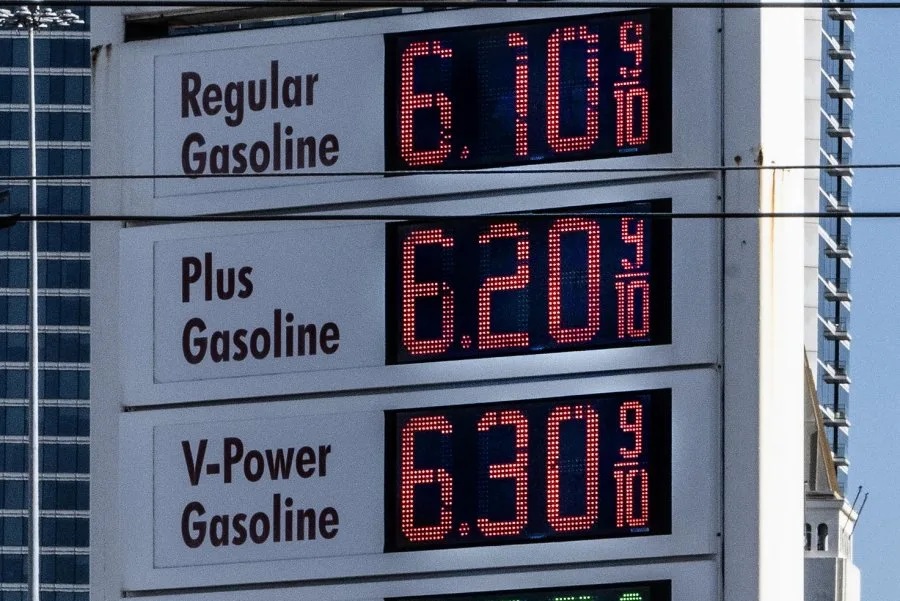 Regular
Gasoline
6.10 9/10
Plus
Gasoline
6.20 9/10
V-Power
Gasoline
6.30 9/10